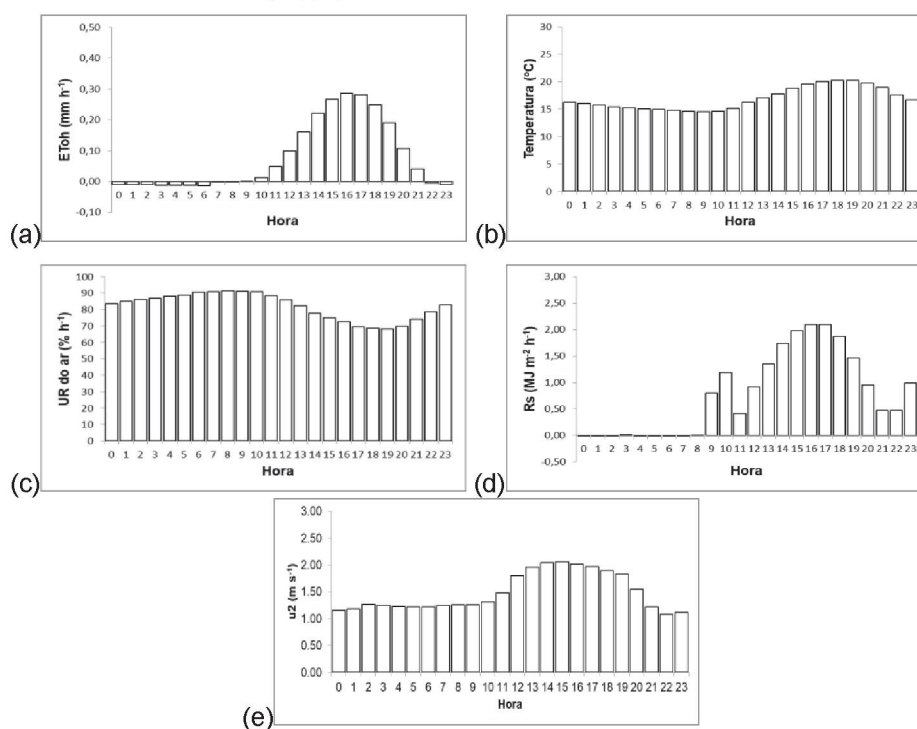 0,50
0,40
0,30
0,20
0,10
0,00
-0,10
EToh (mm h⁻¹)
0 1 2 3 4 5 6 7 8 9 10 11 12 13 14 15 16 17 18 19 20 21 22 23
Hora
(a)
30
25
20
15
10
5
0
Temperatura (°C)
0 1 2 3 4 5 6 7 8 9 10 11 12 13 14 15 16 17 18 19 20 21 22 23
Hora
(b)
100
90
80
70
60
50
40
30
20
10
0
UR do ar (% h⁻¹)
0 1 2 3 4 5 6 7 8 9 10 11 12 13 14 15 16 17 18 19 20 21 22 23
Hora
(c)
3,00
2,50
2,00
1,50
1,00
0,50
0,00
-0,50
Rs (MJ m⁻² h⁻¹)
0 1 2 3 4 5 6 7 8 9 10 11 12 13 14 15 16 17 18 19 20 21 22 23
Hora
(d)
3.00
2.50
2.00
1.50
1.00
0.50
0.00
u2 (m s⁻¹)
0 1 2 3 4 5 6 7 8 9 10 11 12 13 14 15 16 17 18 19 20 21 22 23
Hora
(e)